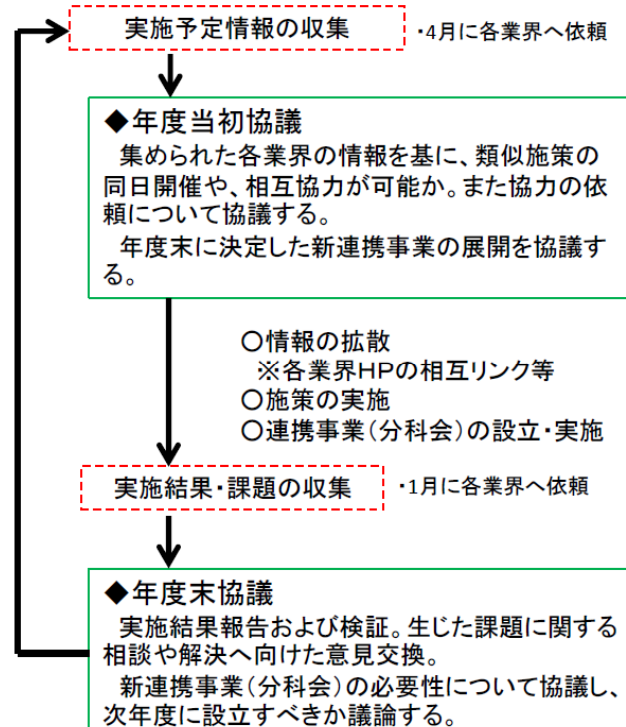 実施予定情報の収集 ・4月に各業界へ依頼
◆年度当初協議
集められた各業界の情報を基に、類似施策の
同日開催や、相互協力が可能か。また協力の依
頼について協議する。
年度末に決定した新連携事業の展開を協議す
る。
〇情報の拡散
※各業界HPの相互リンク等
〇施策の実施
〇連携事業(分科会)の設立・実施
実施結果・課題の収集 ・1月に各業界へ依頼
◆年度末協議
実施結果報告および検証。生じた課題に関する
相談や解決へ向けた意見交換。
新連携事業(分科会)の必要性について協議し、
次年度に設立すべきか議論する。